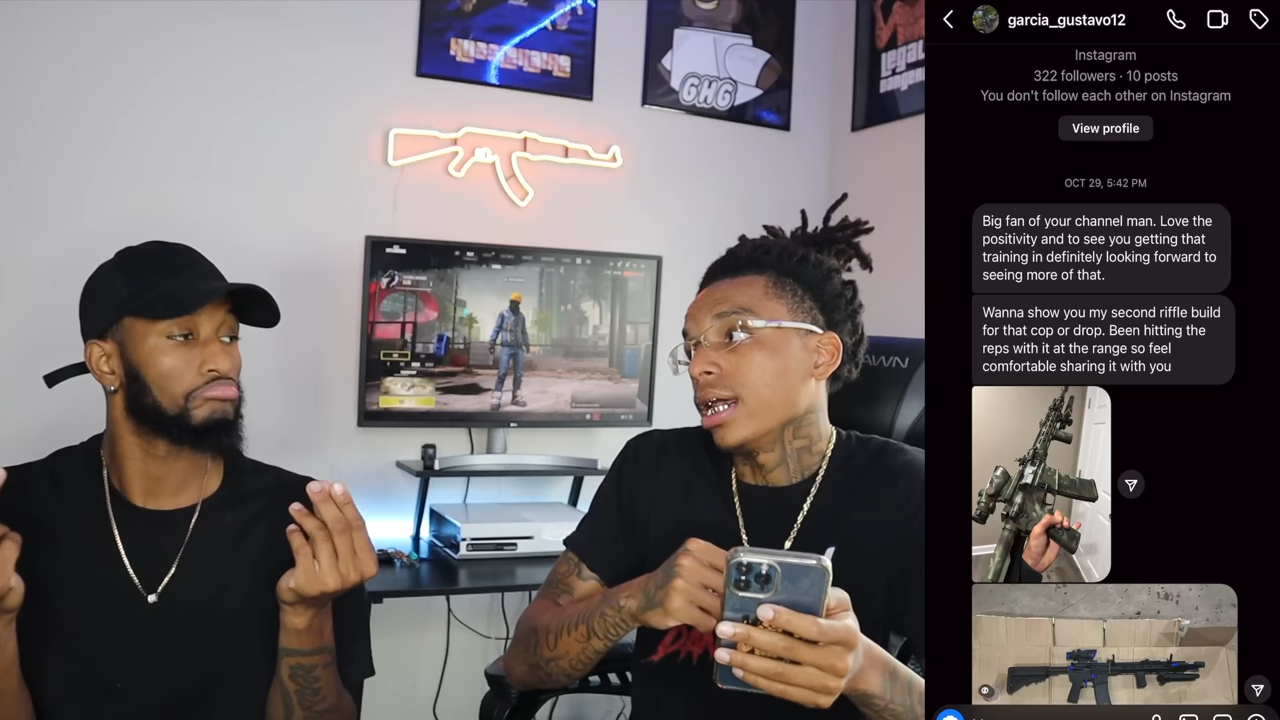 GHG
LEGAL
AWN
garcia_gustavo12
Instagram
322 followers · 10 posts
You don't follow each other on Instagram
View profile
OCT 29, 5:42 PM
Big fan of your channel man. Love the
positivity and to see you getting that
training in definitely looking forward to
seeing more of that.
Wanna show you my second riffle build
for that cop or drop. Been hitting the
reps with it at the range so feel
comfortable sharing it with you